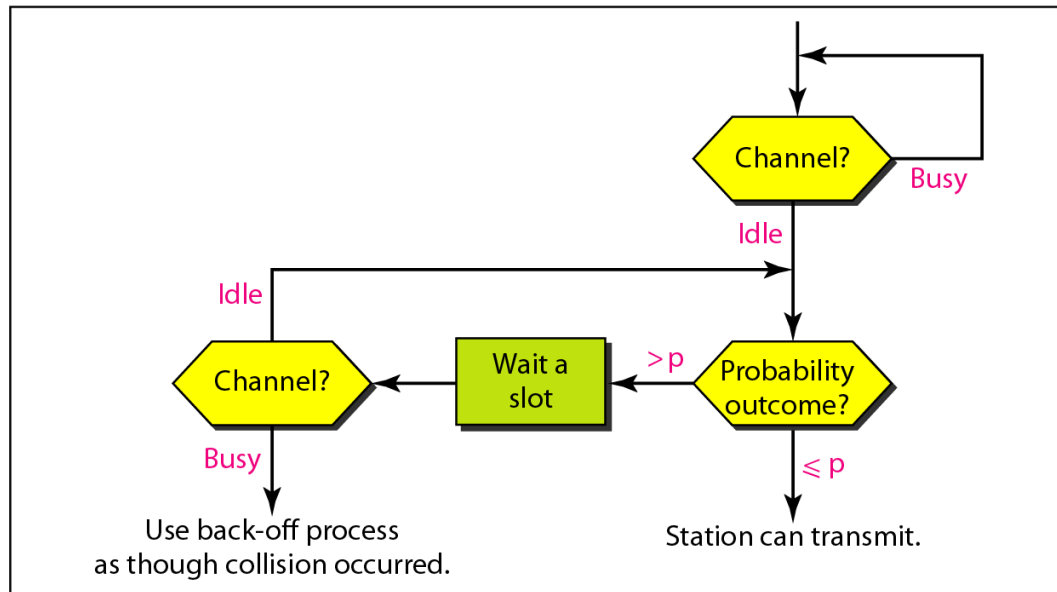 Channel?
Busy
Idle
Idle
Channel?
Wait a
slot
> p
Probability
outcome?
Busy
⩽ p
Use back-off process
as though collision occurred.
Station can transmit.